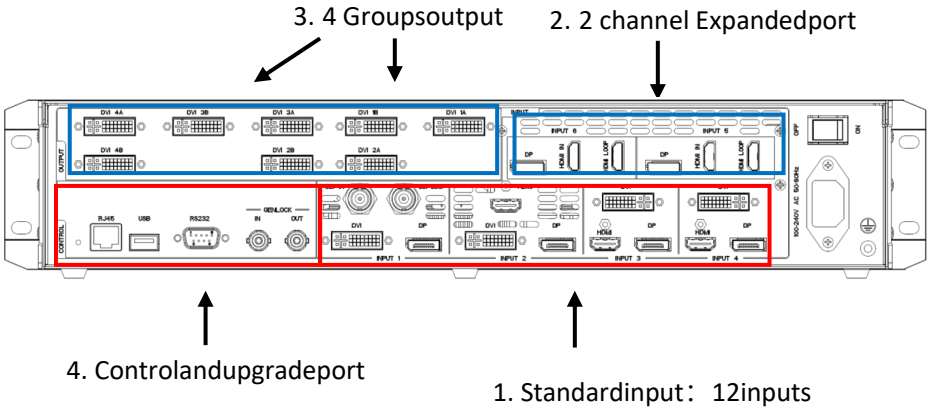 3. 4 Groupsoutput
2. 2 channel Expandedport
DVI 4A
DVI 3B
DVI 3A
DVI 1B
DVI 1A
INPUT
INPUT 6
INPUT 5
OFF
ON
OUTPUT
DVI 4B
DVI 2B
DVI 2A
DP
HDMI IN
HDMI LOOP
DP
HDMI IN
HDMI LOOP
100-240V AC 50-60Hz
CONTROL
RJ45
USB
RS232
GENLOCK
IN
OUT
DVI
DP
DVI
DP
DVI
HDMI
DP
DVI
HDMI
DP
INPUT 1
INPUT 2
INPUT 3
INPUT 4
4. Controlandupgradeport
1. Standardinput： 12inputs